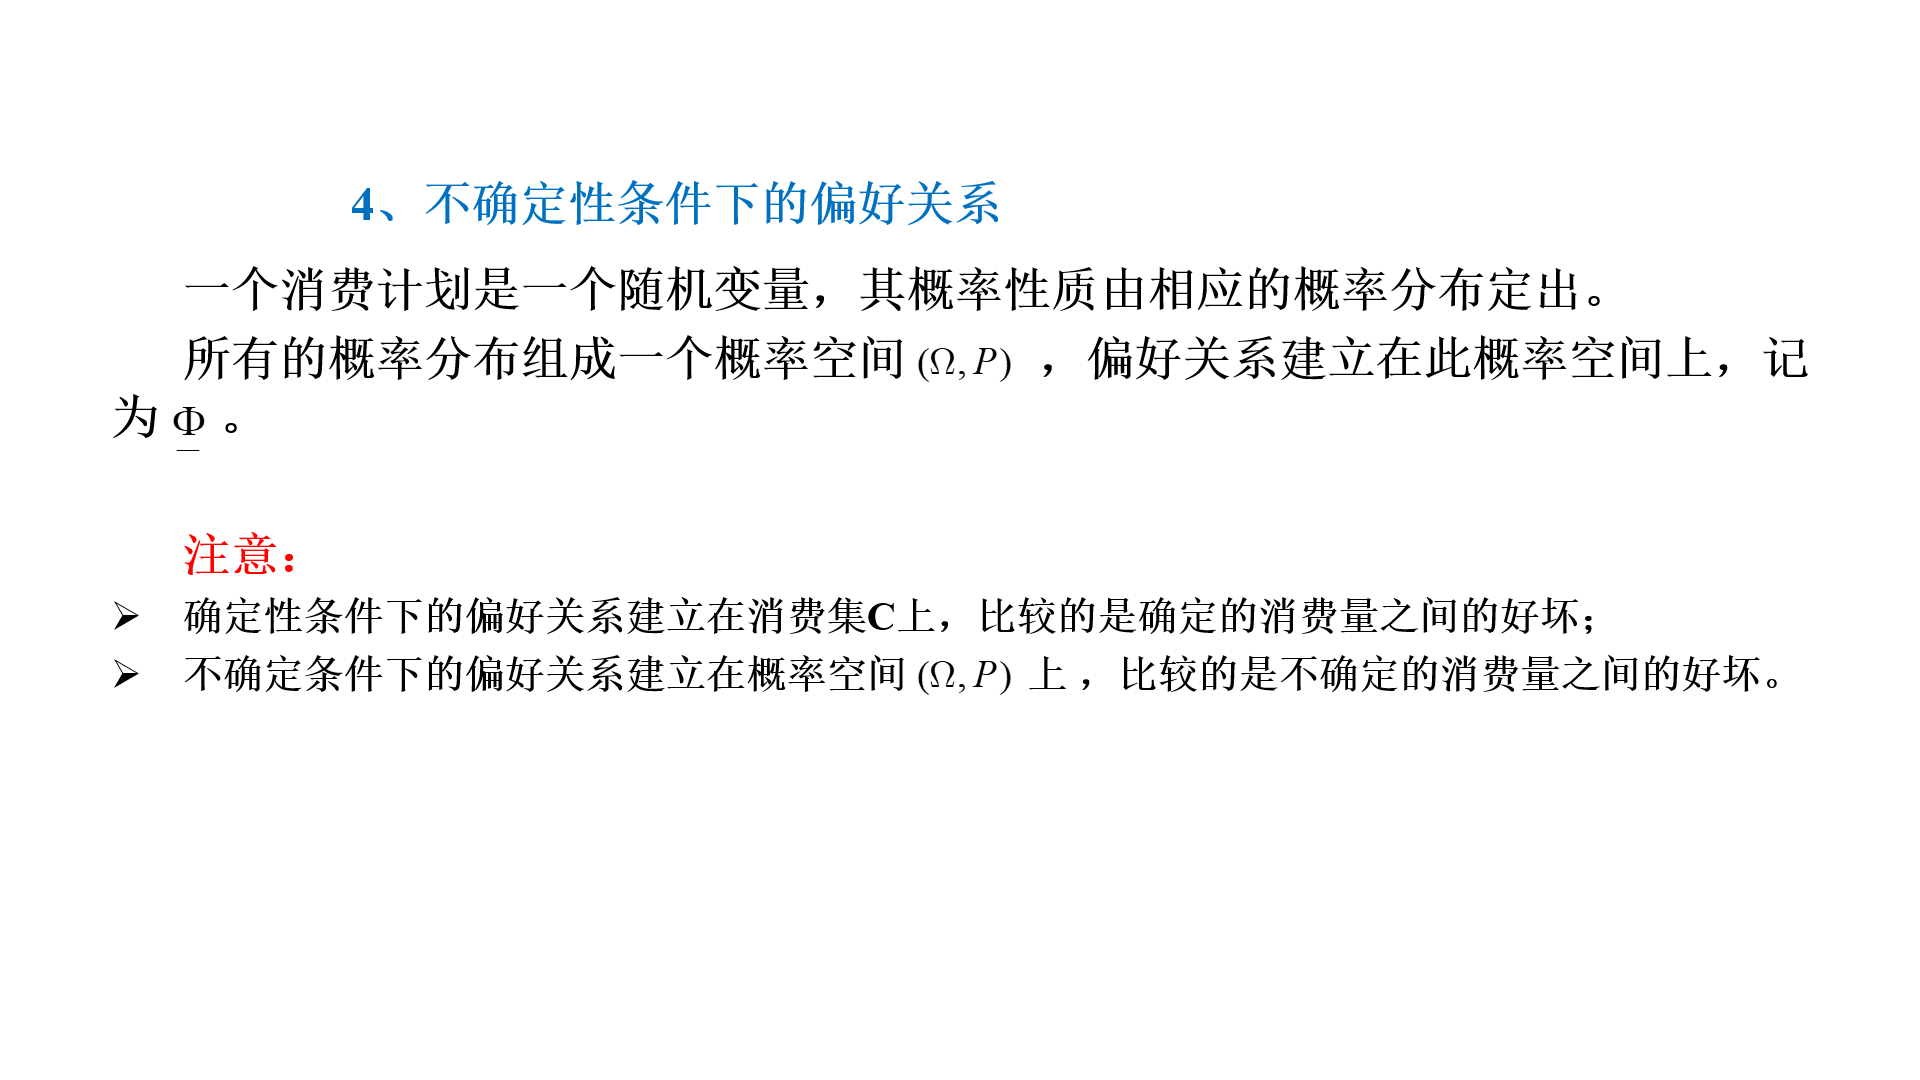 4、不确定性条件下的偏好关系
一个消费计划是一个随机变量，其概率性质由相应的概率分布定出。
所有的概率分布组成一个概率空间 (Ω, P) ，偏好关系建立在此概率空间上，记
为 Φ̲ 。
注意：
➢ 确定性条件下的偏好关系建立在消费集C上，比较的是确定的消费量之间的好坏；
➢ 不确定条件下的偏好关系建立在概率空间 (Ω, P) 上 ，比较的是不确定的消费量之间的好坏。